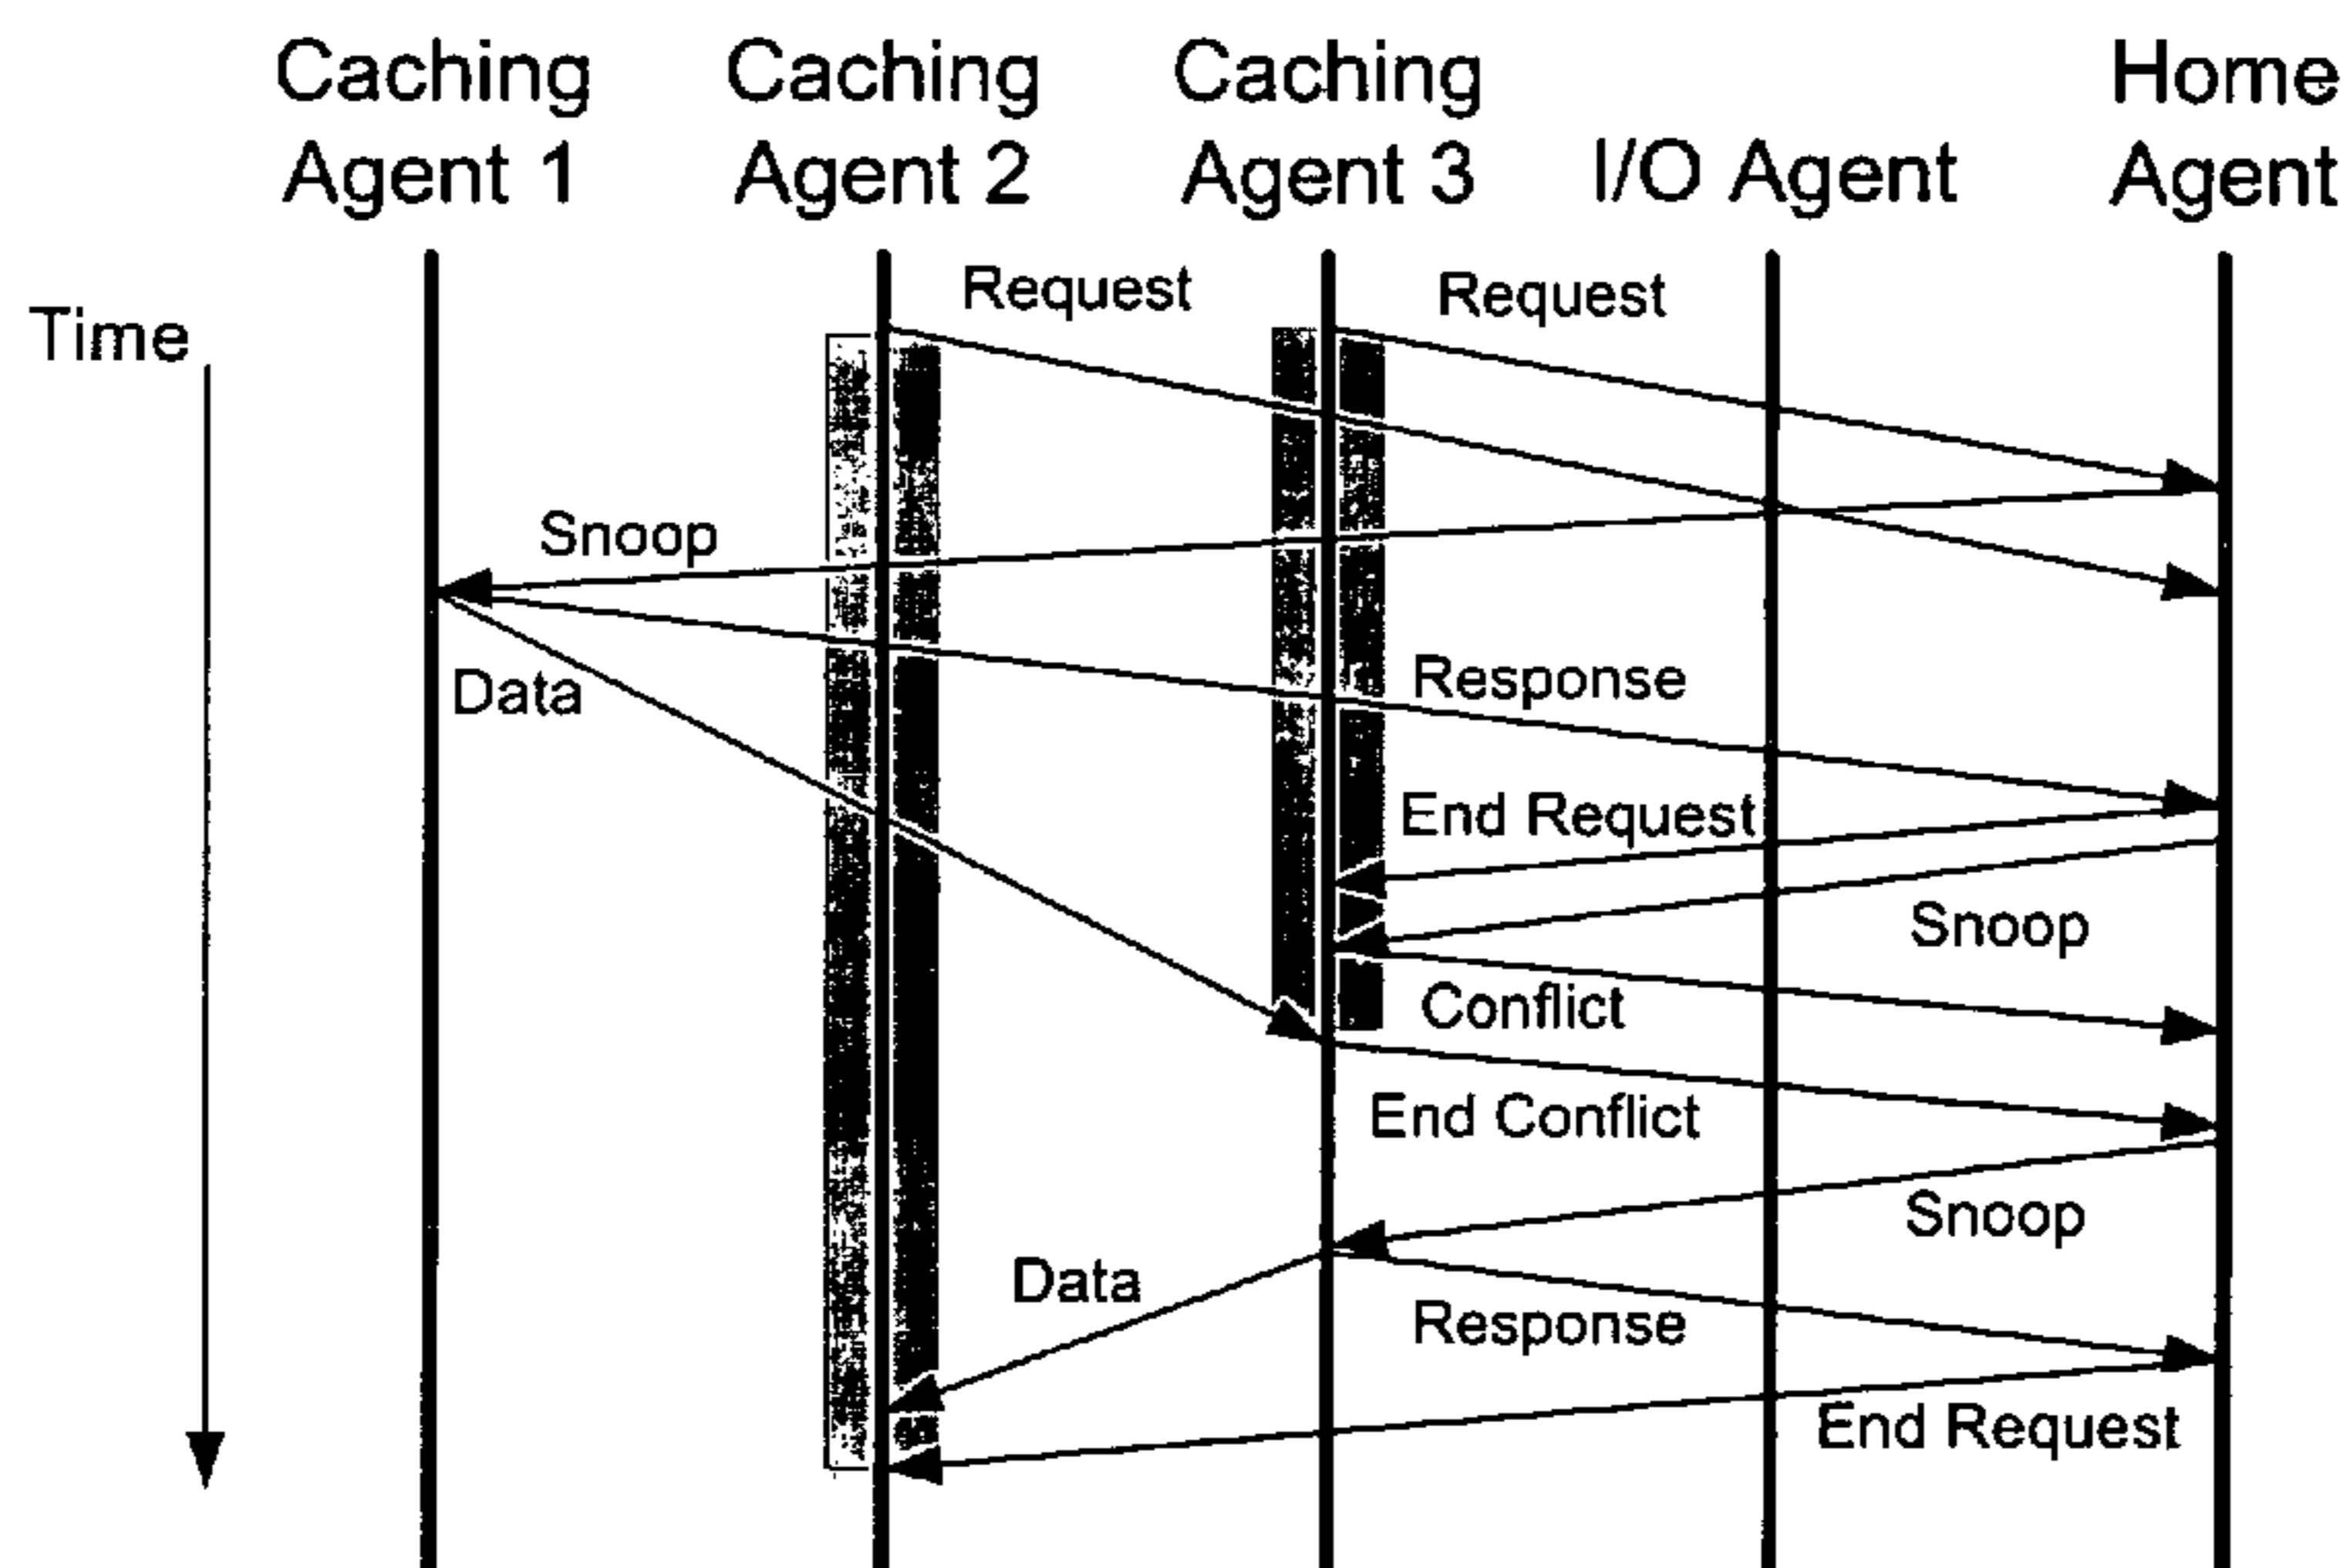 Caching
Agent 1
Caching
Agent 2
Caching
Agent 3
I/O Agent
Home
Agent
Time
Request
Request
Snoop
Data
Response
End Request
Snoop
Conflict
End Conflict
Snoop
Data
Response
End Request